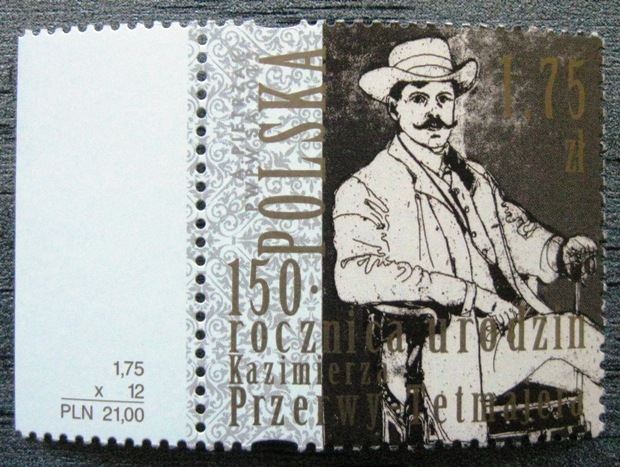 POLSKA
1,75
zł
150.
rocznica urodzin
Kazimierza
Przerwy Tetmajera
1,75
x 12
PLN 21,00